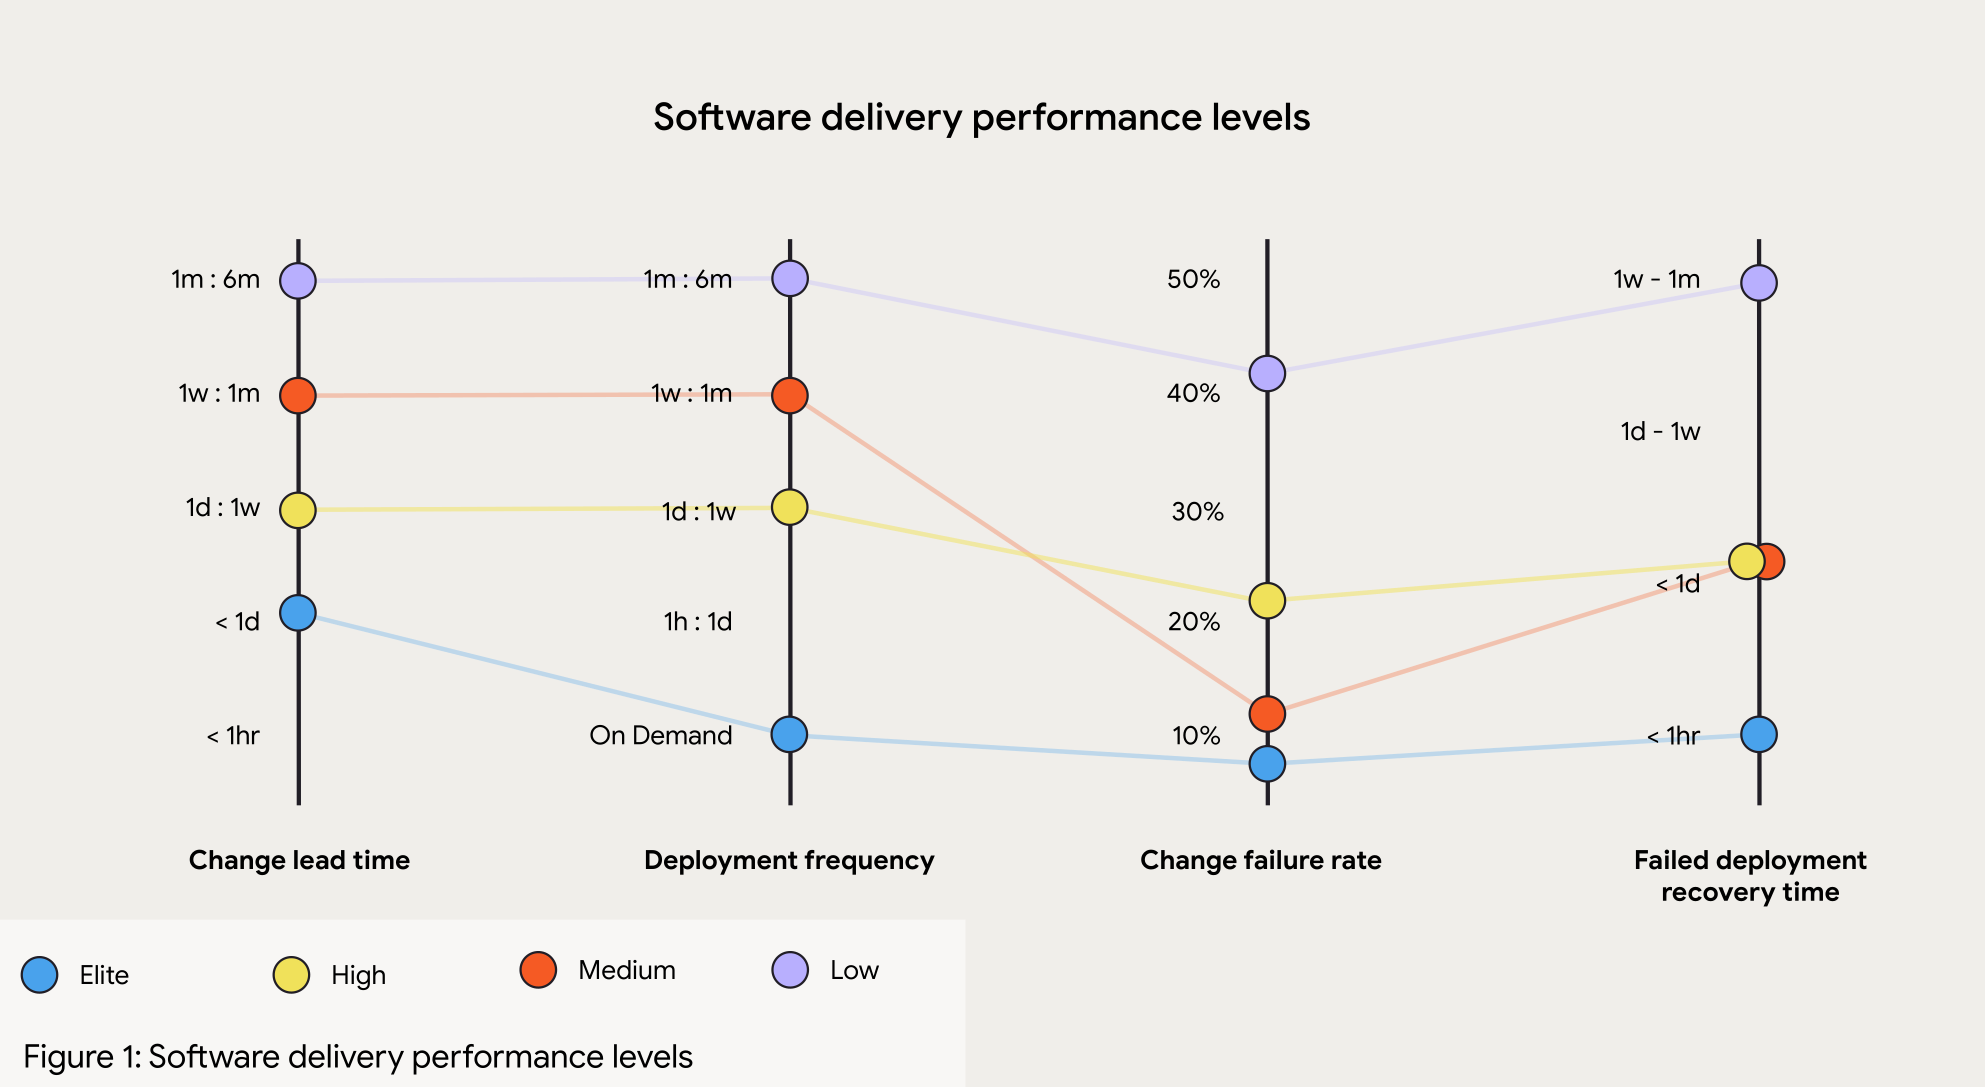 Software delivery performance levels
1m : 6m
1w : 1m
1d : 1w
< 1d
< 1hr
Change lead time
1m : 6m
1w : 1m
1d : 1w
1h : 1d
On Demand
Deployment frequency
50%
40%
30%
20%
10%
Change failure rate
1w - 1m
1d - 1w
< 1d
< 1hr
Failed deployment
recovery time
Elite
High
Medium
Low
Figure 1: Software delivery performance levels